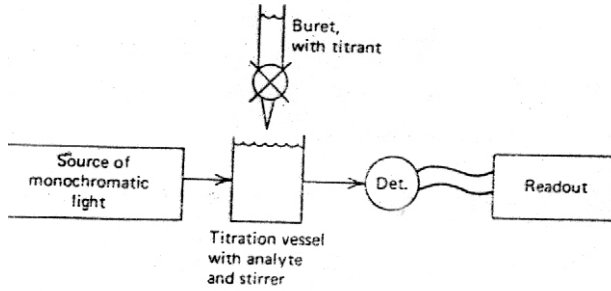 Buret,
with titrant
Source of
monochromatic
light
Det.
Readout
Titration vessel
with analyte
and stirrer